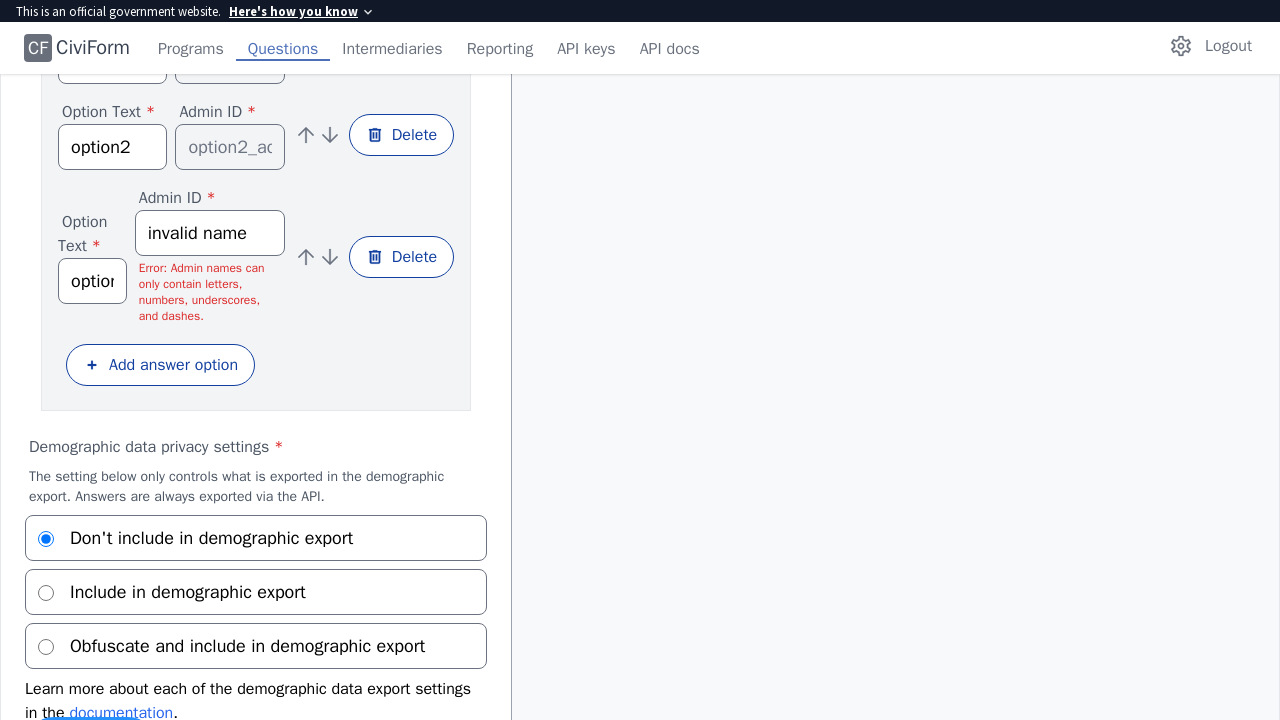 This is an official government website. Here's how you know
CF CiviForm Programs Questions Intermediaries Reporting API keys API docs Logout
Option Text * Admin ID *
option2 option2_ac Delete
Admin ID *
Option Text *
invalid name
option
Delete
Error: Admin names can
only contain letters,
numbers, underscores,
and dashes.
+ Add answer option
Demographic data privacy settings *
The setting below only controls what is exported in the demographic
export. Answers are always exported via the API.
Don't include in demographic export
Include in demographic export
Obfuscate and include in demographic export
Learn more about each of the demographic data export settings
in the documentation.